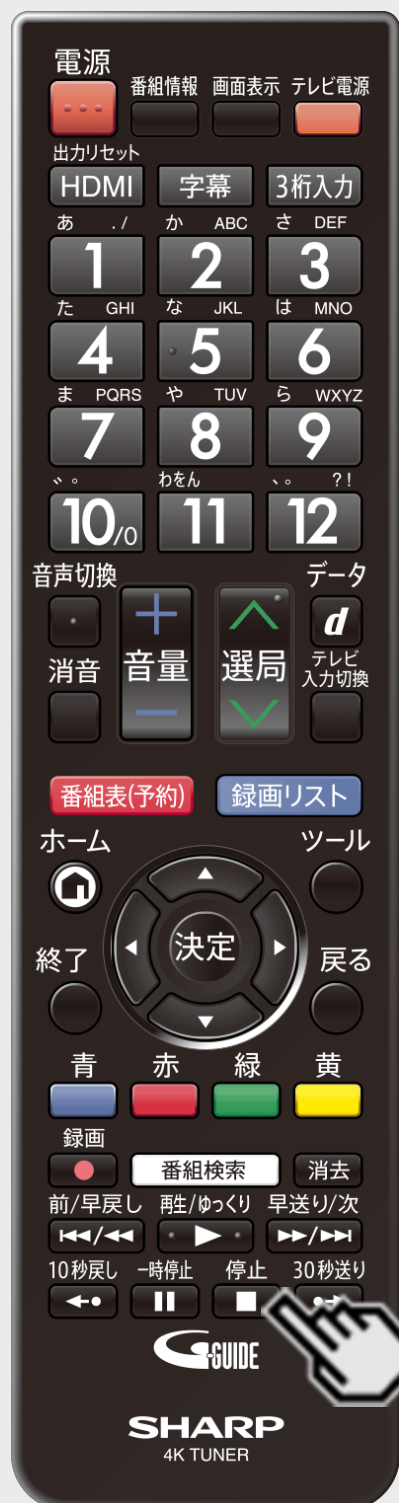 電源
番組情報 画面表示 テレビ電源
出力リセット
HDMI 字幕 3桁入力
あ ./ か ABC さ DEF
1 2 3
た GHI な JKL は MNO
4 5 6
ま PQRS や TUV ら WXYZ
7 8 9
゛゜ わをん 、。 ?!
10/0 11 12
音声切換 データ
+ ∧ d
消音 音量 選局 テレビ
入力切換
− ∨
番組表(予約) 録画リスト
ホーム ツール
決定
終了 戻る
青 赤 緑 黄
録画
番組検索 消去
前/早戻し 再生/ゆっくり 早送り/次
10秒戻し 一時停止 停止 30秒送り
G-GUIDE
SHARP
4K TUNER